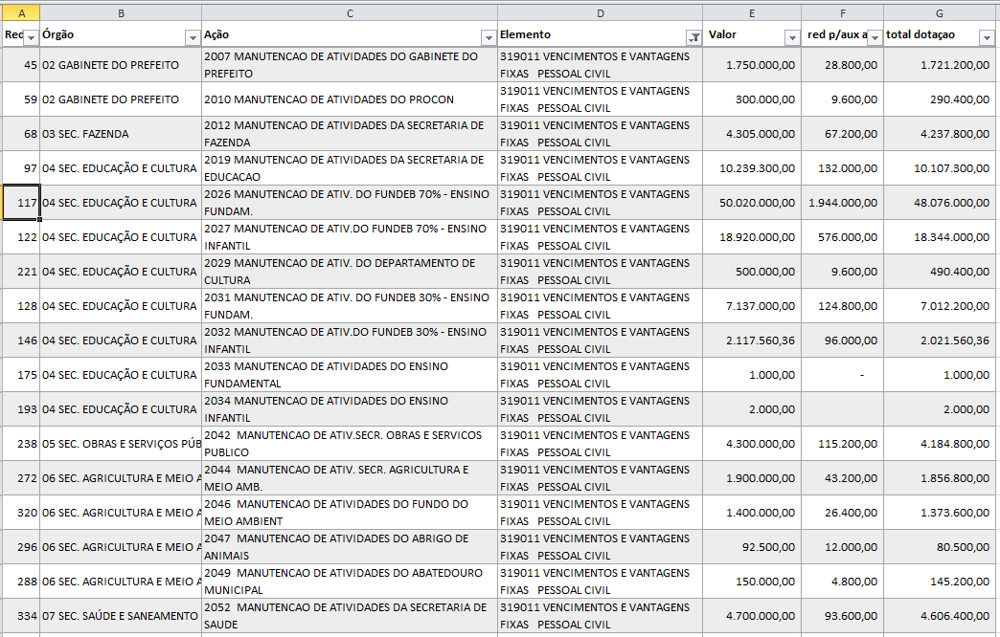 A B C D E F G
Red Órgão Ação Elemento Valor red p/aux a total dotaçao
45 02 GABINETE DO PREFEITO 2007 MANUTENCAO DE ATIVIDADES DO GABINETE DO PREFEITO 319011 VENCIMENTOS E VANTAGENS FIXAS PESSOAL CIVIL 1.750.000,00 28.800,00 1.721.200,00
59 02 GABINETE DO PREFEITO 2010 MANUTENCAO DE ATIVIDADES DO PROCON 319011 VENCIMENTOS E VANTAGENS FIXAS PESSOAL CIVIL 300.000,00 9.600,00 290.400,00
68 03 SEC. FAZENDA 2012 MANUTENCAO DE ATIVIDADES DA SECRETARIA DE FAZENDA 319011 VENCIMENTOS E VANTAGENS FIXAS PESSOAL CIVIL 4.305.000,00 67.200,00 4.237.800,00
97 04 SEC. EDUCAÇÃO E CULTURA 2019 MANUTENCAO DE ATIVIDADES DA SECRETARIA DE EDUCACAO 319011 VENCIMENTOS E VANTAGENS FIXAS PESSOAL CIVIL 10.239.300,00 132.000,00 10.107.300,00
117 04 SEC. EDUCAÇÃO E CULTURA 2026 MANUTENCAO DE ATIV. DO FUNDEB 70% - ENSINO FUNDAM. 319011 VENCIMENTOS E VANTAGENS FIXAS PESSOAL CIVIL 50.020.000,00 1.944.000,00 48.076.000,00
122 04 SEC. EDUCAÇÃO E CULTURA 2027 MANUTENCAO DE ATIV.DO FUNDEB 70% - ENSINO INFANTIL 319011 VENCIMENTOS E VANTAGENS FIXAS PESSOAL CIVIL 18.920.000,00 576.000,00 18.344.000,00
221 04 SEC. EDUCAÇÃO E CULTURA 2029 MANUTENCAO DE ATIV. DO DEPARTAMENTO DE CULTURA 319011 VENCIMENTOS E VANTAGENS FIXAS PESSOAL CIVIL 500.000,00 9.600,00 490.400,00
128 04 SEC. EDUCAÇÃO E CULTURA 2031 MANUTENCAO DE ATIV. DO FUNDEB 30% - ENSINO FUNDAM. 319011 VENCIMENTOS E VANTAGENS FIXAS PESSOAL CIVIL 7.137.000,00 124.800,00 7.012.200,00
146 04 SEC. EDUCAÇÃO E CULTURA 2032 MANUTENCAO DE ATIV.DO FUNDEB 30% - ENSINO INFANTIL 319011 VENCIMENTOS E VANTAGENS FIXAS PESSOAL CIVIL 2.117.560,36 96.000,00 2.021.560,36
175 04 SEC. EDUCAÇÃO E CULTURA 2033 MANUTENCAO DE ATIVIDADES DO ENSINO FUNDAMENTAL 319011 VENCIMENTOS E VANTAGENS FIXAS PESSOAL CIVIL 1.000,00 - 1.000,00
193 04 SEC. EDUCAÇÃO E CULTURA 2034 MANUTENCAO DE ATIVIDADES DO ENSINO INFANTIL 319011 VENCIMENTOS E VANTAGENS FIXAS PESSOAL CIVIL 2.000,00 2.000,00
238 05 SEC. OBRAS E SERVIÇOS PÚB 2042 MANUTENCAO DE ATIV.SECR. OBRAS E SERVICOS PUBLICO 319011 VENCIMENTOS E VANTAGENS FIXAS PESSOAL CIVIL 4.300.000,00 115.200,00 4.184.800,00
272 06 SEC. AGRICULTURA E MEIO A 2044 MANUTENCAO DE ATIV. SECR. AGRICULTURA E MEIO AMB. 319011 VENCIMENTOS E VANTAGENS FIXAS PESSOAL CIVIL 1.900.000,00 43.200,00 1.856.800,00
320 06 SEC. AGRICULTURA E MEIO A 2046 MANUTENCAO DE ATIVIDADES DO FUNDO DO MEIO AMBIENT 319011 VENCIMENTOS E VANTAGENS FIXAS PESSOAL CIVIL 1.400.000,00 26.400,00 1.373.600,00
296 06 SEC. AGRICULTURA E MEIO A 2047 MANUTENCAO DE ATIVIDADES DO ABRIGO DE ANIMAIS 319011 VENCIMENTOS E VANTAGENS FIXAS PESSOAL CIVIL 92.500,00 12.000,00 80.500,00
288 06 SEC. AGRICULTURA E MEIO A 2049 MANUTENCAO DE ATIVIDADES DO ABATEDOURO MUNICIPAL 319011 VENCIMENTOS E VANTAGENS FIXAS PESSOAL CIVIL 150.000,00 4.800,00 145.200,00
334 07 SEC. SAÚDE E SANEAMENTO 2052 MANUTENCAO DE ATIVIDADES DA SECRETARIA DE SAUDE 319011 VENCIMENTOS E VANTAGENS FIXAS PESSOAL CIVIL 4.700.000,00 93.600,00 4.606.400,00